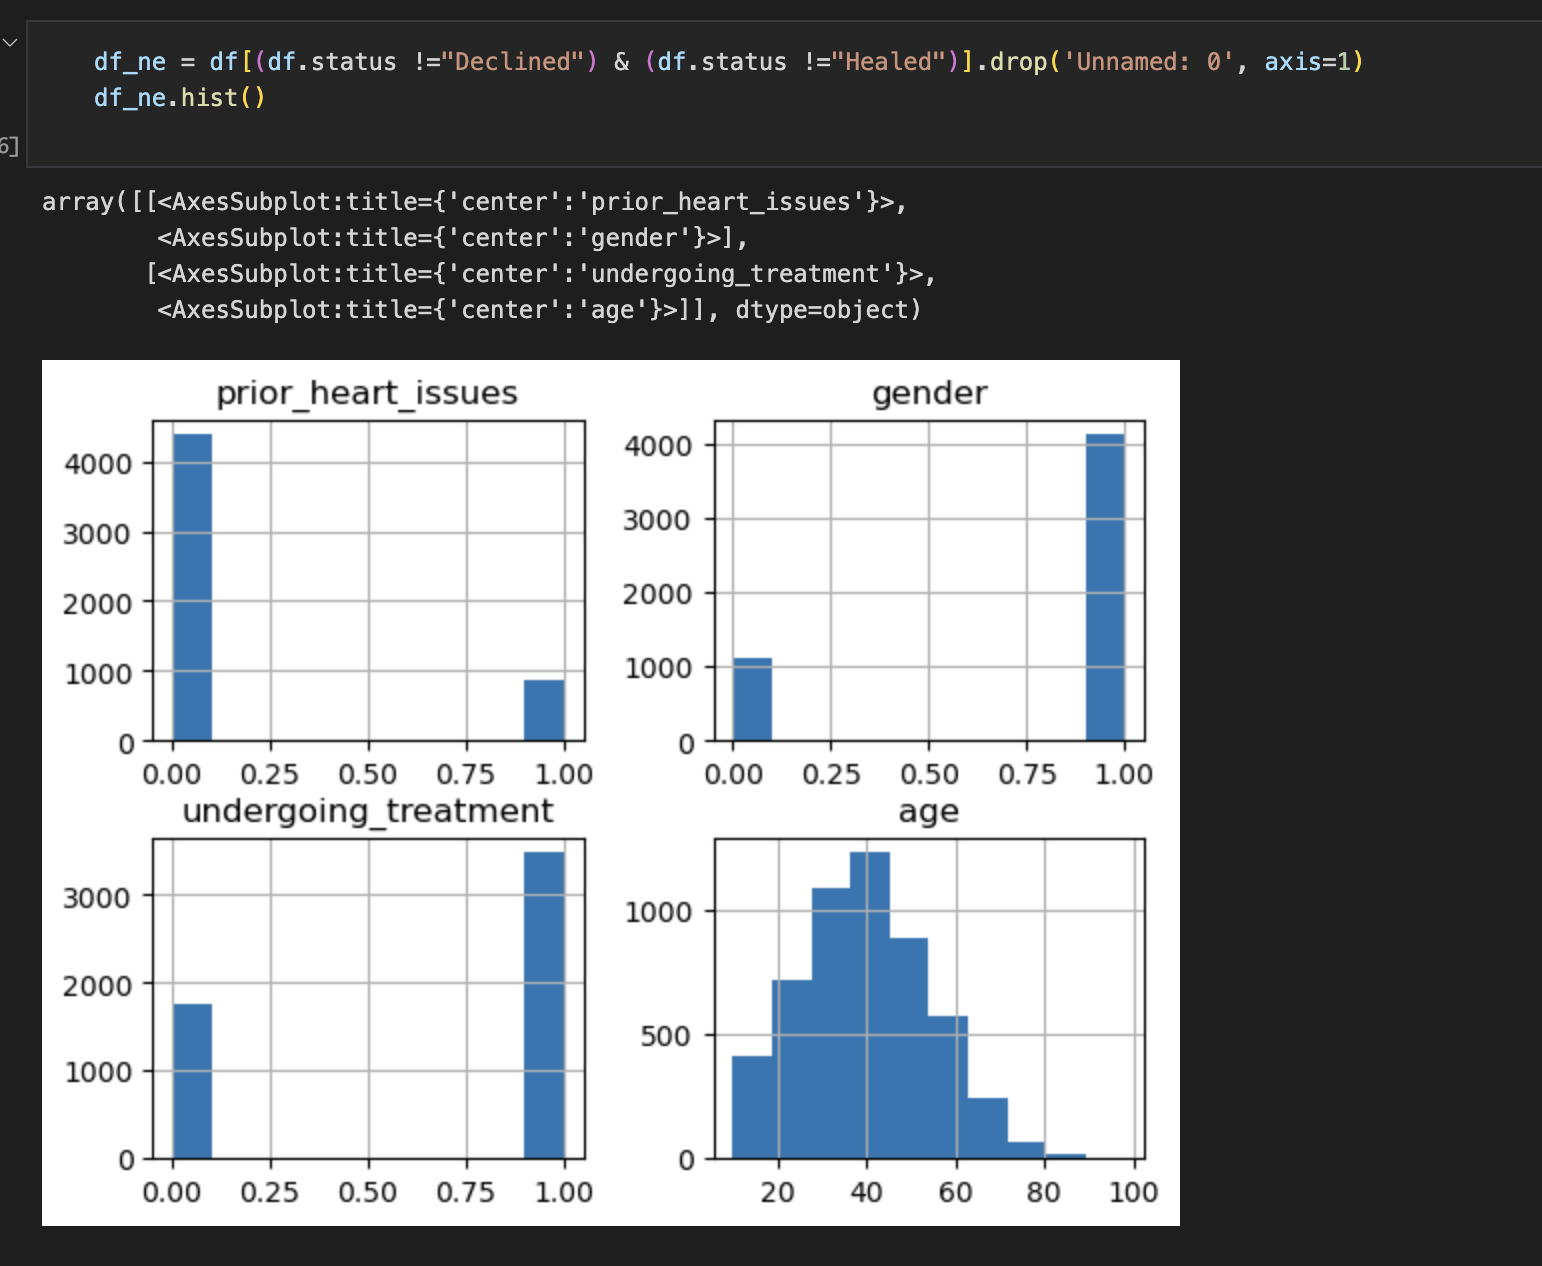 df_ne = df[(df.status !="Declined") & (df.status !="Healed")].drop('Unnamed: 0', axis=1)
df_ne.hist()
6]
array([[<AxesSubplot:title={'center':'prior_heart_issues'}>,
<AxesSubplot:title={'center':'gender'}>],
[<AxesSubplot:title={'center':'undergoing_treatment'}>,
<AxesSubplot:title={'center':'age'}>]], dtype=object)
prior_heart_issues
4000
3000
2000
1000
0
0.00 0.25 0.50 0.75 1.00
gender
4000
3000
2000
1000
0
0.00 0.25 0.50 0.75 1.00
undergoing_treatment
3000
2000
1000
0
0.00 0.25 0.50 0.75 1.00
age
1000
500
0
20 40 60 80 100